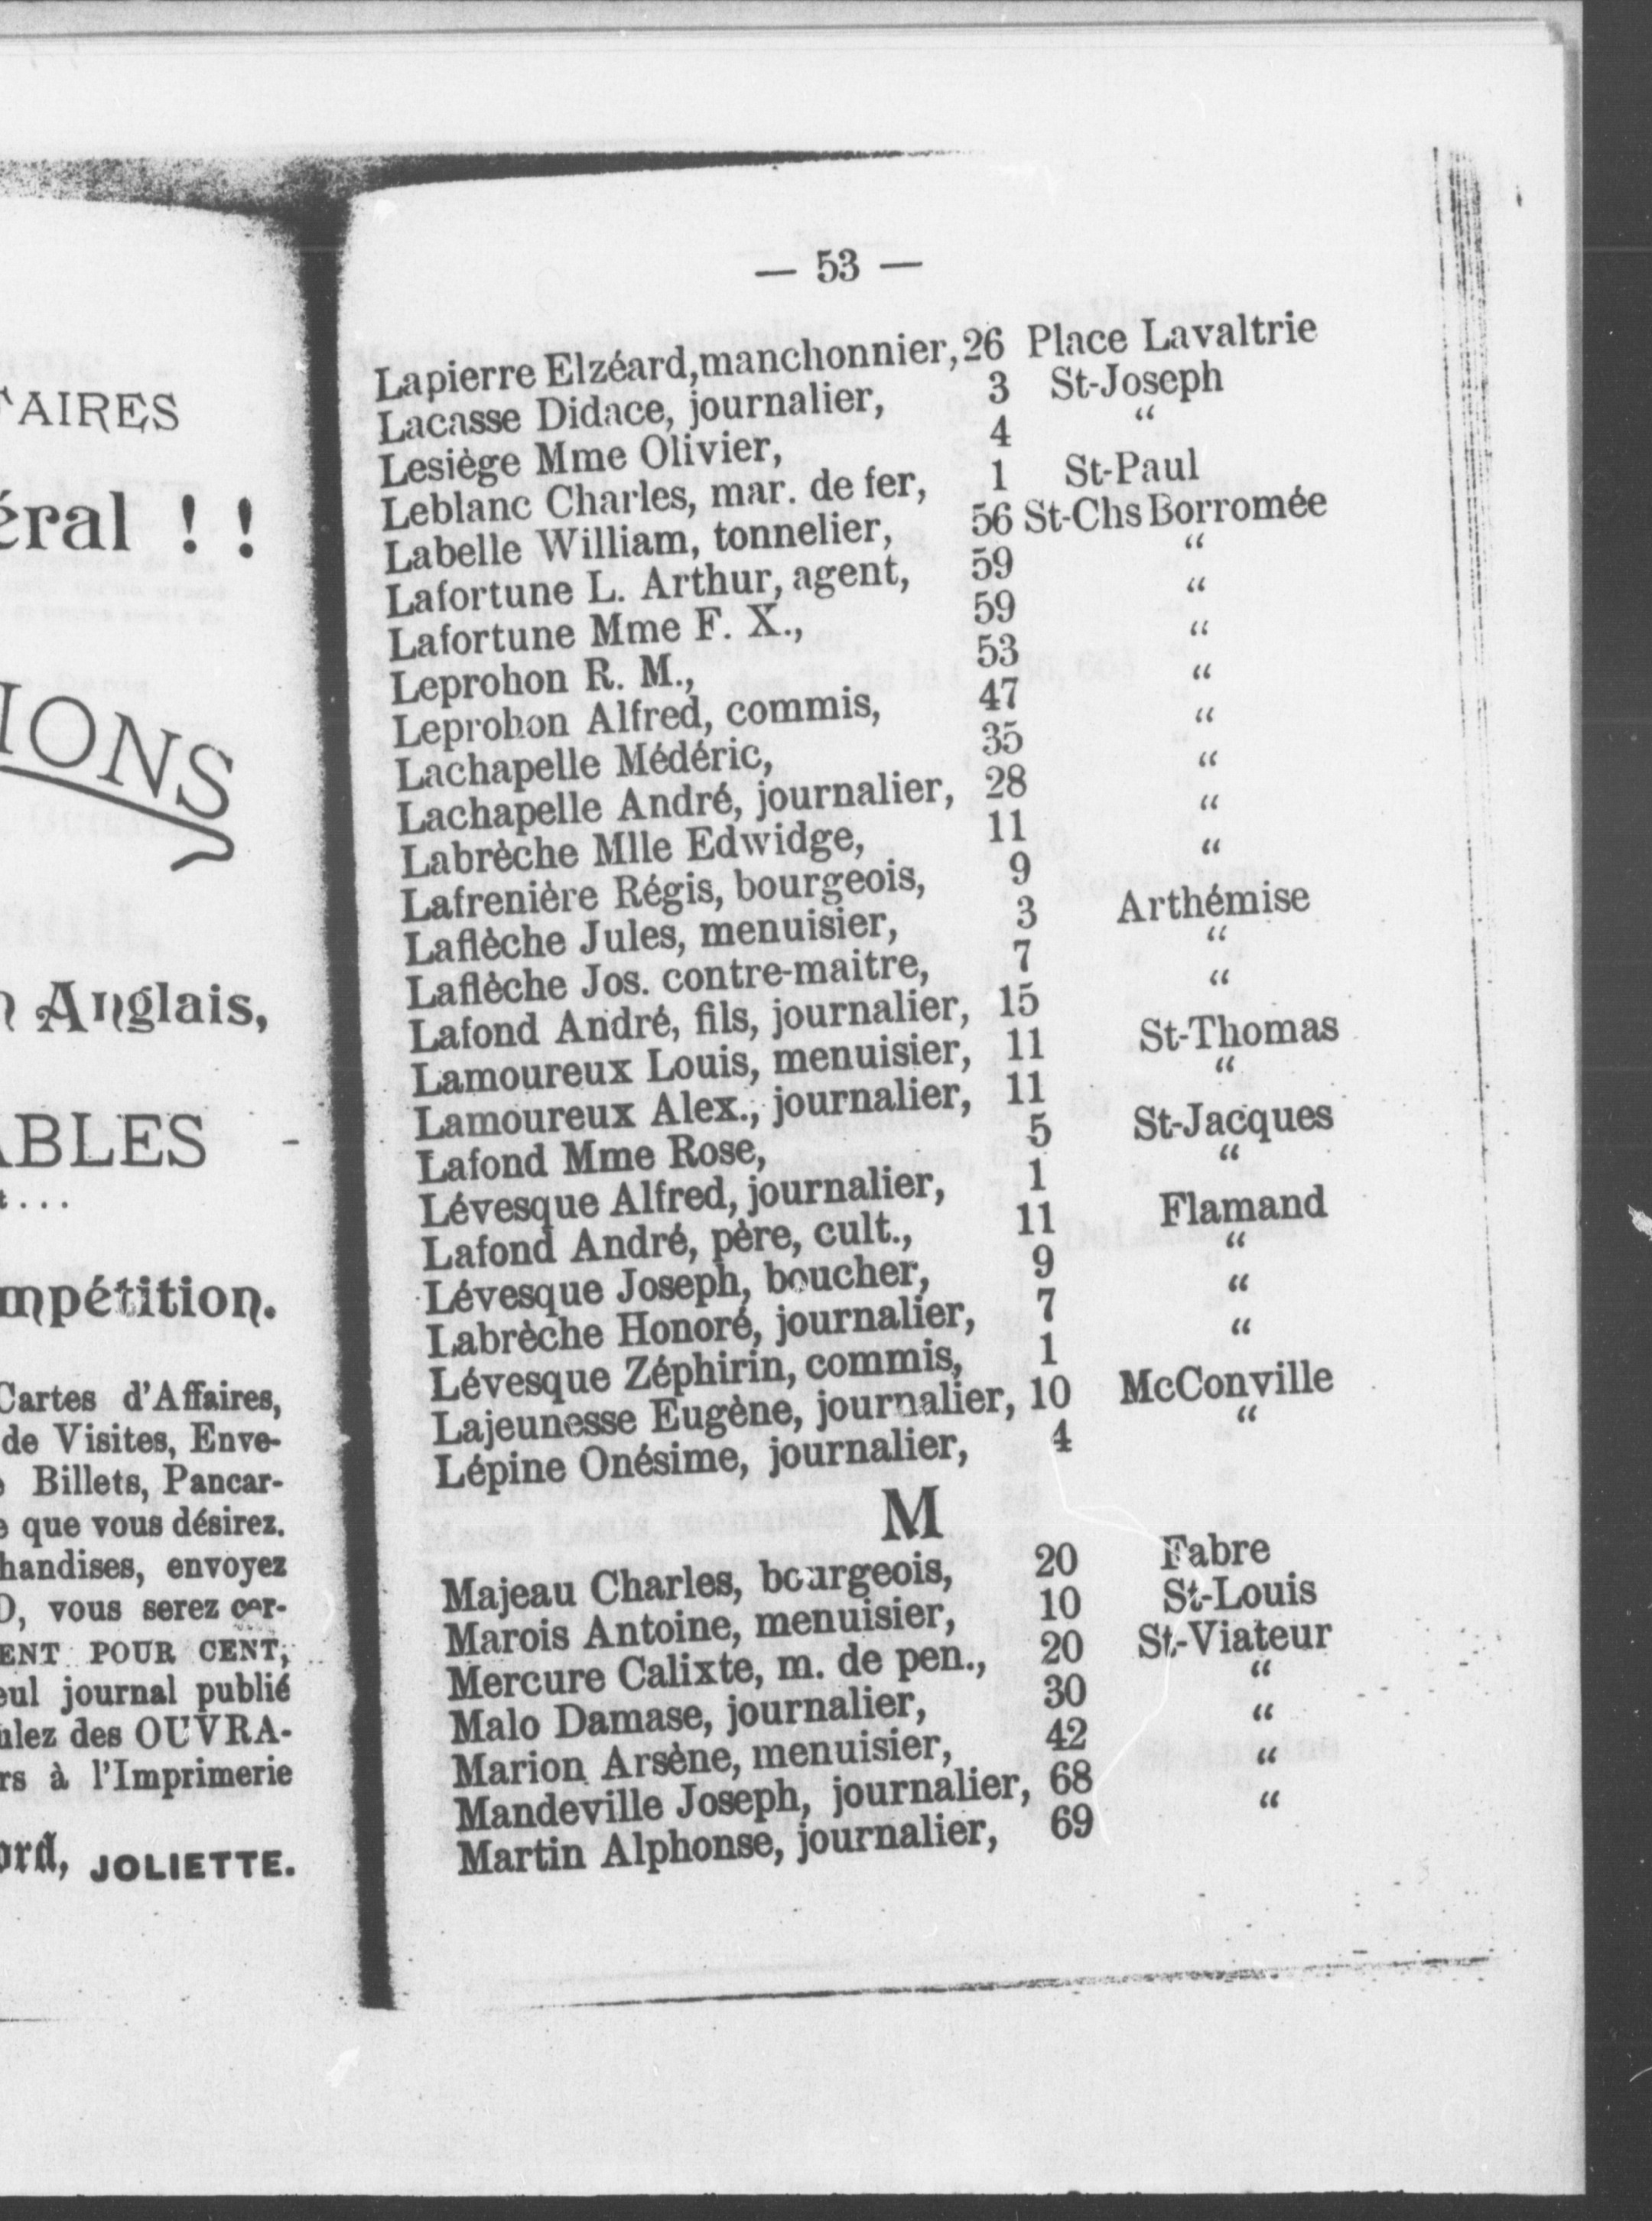 AIRES
éral ! !
IONS
Anglais,
ABLES -
. . .
mpétition.
Cartes d'Affaires,
de Visites, Enve-
Billets, Pancar-
que vous désirez.
handises, envoyez
O, vous serez cer-
ENT POUR CENT,
eul journal publié
ulez des OUVRA-
rs à l'Imprimerie
ord, JOLIETTE.
— 53 —
Lapierre Elzéard, manchonnier, 26 Place Lavaltrie
Lacasse Didace, journalier, 3 St-Joseph
Lesiège Mme Olivier, 4 “
Leblanc Charles, mar. de fer, 1 St-Paul
Labelle William, tonnelier, 56 St-Chs Borromée
Lafortune L. Arthur, agent, 59 “
Lafortune Mme F. X., 59 “
Leprohon R. M., 53 “
Leprohon Alfred, commis, 47 “
Lachapelle Médéric, 35 “
Lachapelle André, journalier, 28 “
Labrèche Mlle Edwidge, 11 “
Lafrenière Régis, bourgeois, 9 “
Laflèche Jules, menuisier, 3 Arthémise
Laflèche Jos. contre-maitre, 7 “
Lafond André, fils, journalier, 15 “
Lamoureux Louis, menuisier, 11 St-Thomas
Lamoureux Alex., journalier, 11 “
Lafond Mme Rose, 5 St-Jacques
Lévesque Alfred, journalier, 1 “
Lafond André, père, cult., 11 Flamand
Lévesque Joseph, boucher, 9 “
Labrèche Honoré, journalier, 7 “
Lévesque Zéphirin, commis, 1 “
Lajeunesse Eugène, journalier, 10 McConville
Lépine Onésime, journalier, 4 “
M
Majeau Charles, bourgeois, 20 Fabre
Marois Antoine, menuisier, 10 St-Louis
Mercure Calixte, m. de pen., 20 St-Viateur
Malo Damase, journalier, 30 “
Marion Arsène, menuisier, 42 “
Mandeville Joseph, journalier, 68 “
Martin Alphonse, journalier, 69 “